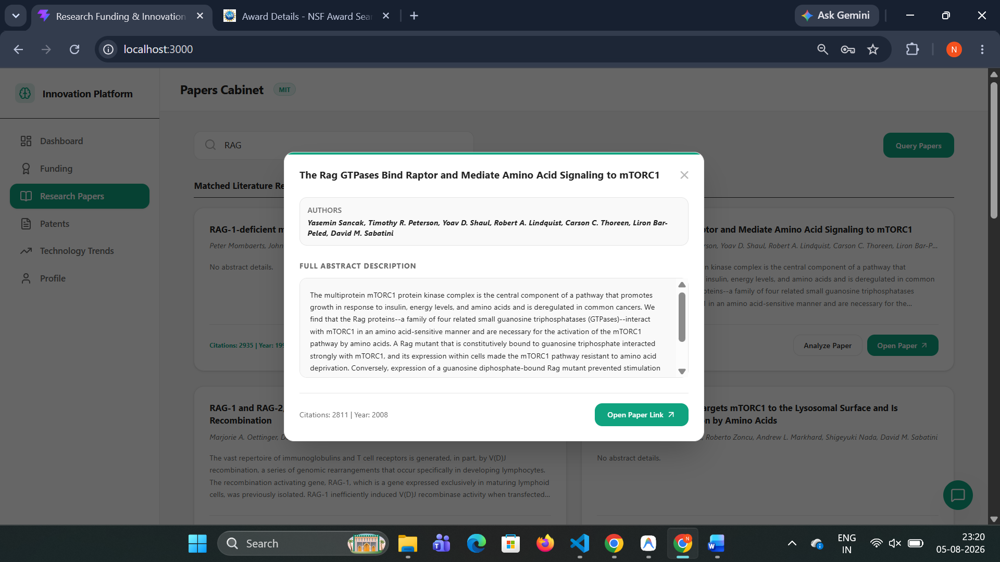 Research Funding & Innovation
Award Details - NSF Award Sear
Ask Gemini
localhost:3000
N
Innovation Platform
Papers Cabinet
MIT
Dashboard
Funding
Research Papers
Patents
Technology Trends
Profile
RAG
Query Papers
Matched Literature Re
RAG-1-deficient m
Peter Mombaerts, John
No abstract details.
Citations: 2935 | Year: 199
tor and Mediate Amino Acid Signaling to mTORC1
rson, Yoav D. Shaul, Robert A. Lindquist, Carson C. Thoreen, Liron Bar-P...
n kinase complex is the central component of a pathway that
insulin, energy levels, and amino acids and is deregulated in common
oteins--a family of four related small guanosine triphosphatases
1 in an amino acid-sensitive manner and are necessary for the...
Analyze Paper
Open Paper
The Rag GTPases Bind Raptor and Mediate Amino Acid Signaling to mTORC1
AUTHORS
Yasemin Sancak, Timothy R. Peterson, Yoav D. Shaul, Robert A. Lindquist, Carson C. Thoreen, Liron Bar-
Peled, David M. Sabatini
FULL ABSTRACT DESCRIPTION
The multiprotein mTORC1 protein kinase complex is the central component of a pathway that promotes
growth in response to insulin, energy levels, and amino acids and is deregulated in common cancers. We
find that the Rag proteins--a family of four related small guanosine triphosphatases (GTPases)--interact
with mTORC1 in an amino acid-sensitive manner and are necessary for the activation of the mTORC1
pathway by amino acids. A Rag mutant that is constitutively bound to guanosine triphosphate interacted
strongly with mTORC1, and its expression within cells made the mTORC1 pathway resistant to amino acid
deprivation. Conversely, expression of a guanosine diphosphate-bound Rag mutant prevented stimulation
Citations: 2811 | Year: 2008
Open Paper Link
RAG-1 and RAG-2,
Recombination
Marjorie A. Oettinger, D
The vast repertoire of immunoglobulins and T cell receptors is generated, in part, by V(D)J
recombination, a series of genomic rearrangements that occur specifically in developing lymphocytes.
The recombination activating gene, RAG-1, which is a gene expressed exclusively in maturing lymphoid
cells, was previously isolated. RAG-1 inefficiently induced V(D)J recombinase activity when transfected...
argets mTORC1 to the Lysosomal Surface and Is
n by Amino Acids
, Roberto Zoncu, Andrew L. Markhard, Shigeyuki Nada, David M. Sabatini
No abstract details.
Search
ENG
IN
23:20
05-08-2026